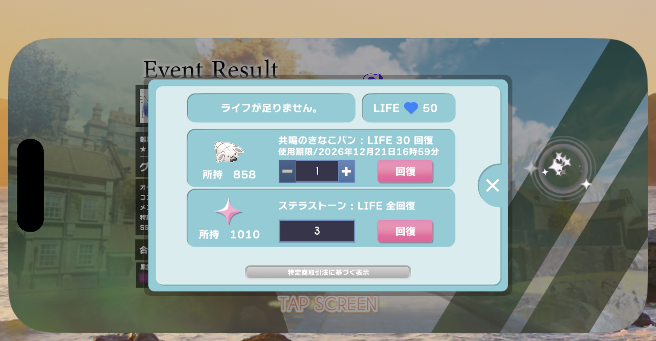 Event Result
ライフが足りません。
LIFE 50
共鳴のきなこパン：LIFE 30 回復
使用期限/2026年12月21日16時59分
所持 858
1
回復
ステラストーン：LIFE 全回復
所持 1010
3
回復
特定商取引法に基づく表示
TAP SCREEN